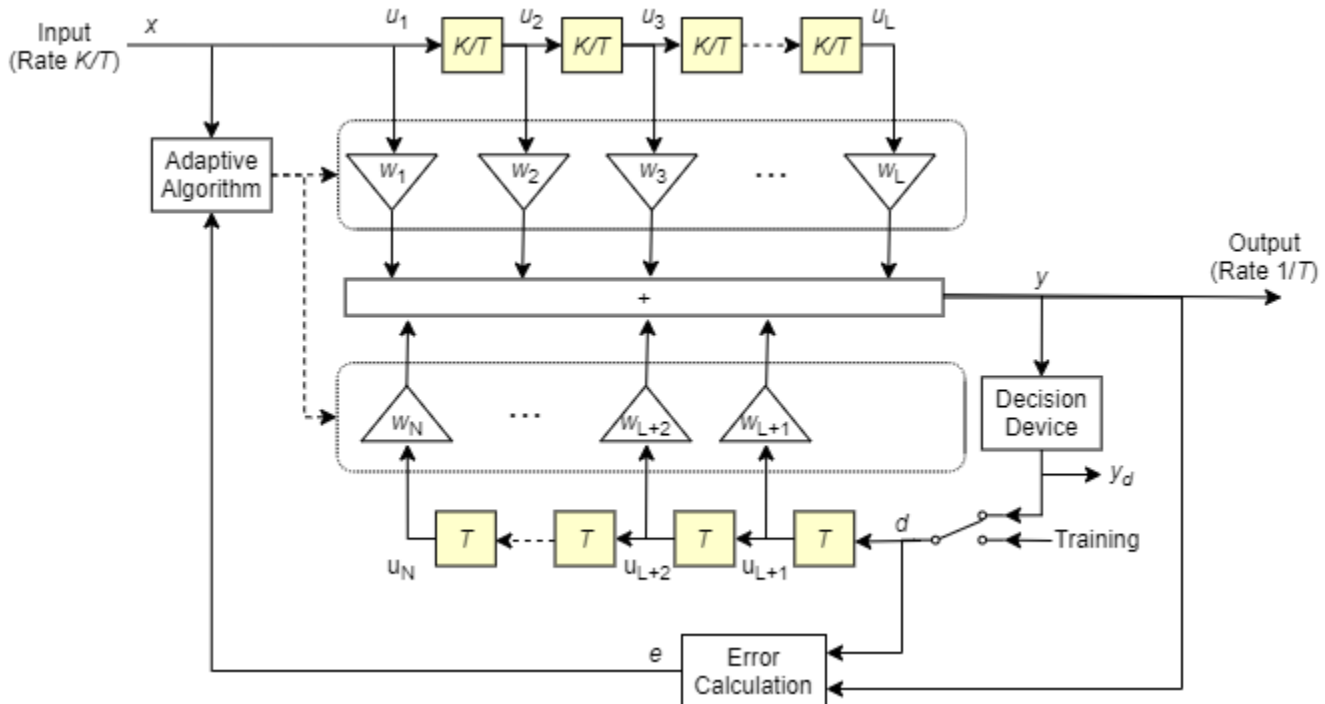 Input
(Rate K/T)
x
u1
u2
u3
uL
K/T
K/T
K/T
K/T
Adaptive
Algorithm
w1
w2
w3
...
wL
+
y
Output
(Rate 1/T)
wN
...
wL+2
wL+1
Decision
Device
yd
T
T
T
T
d
Training
uN
uL+2
uL+1
e
Error
Calculation